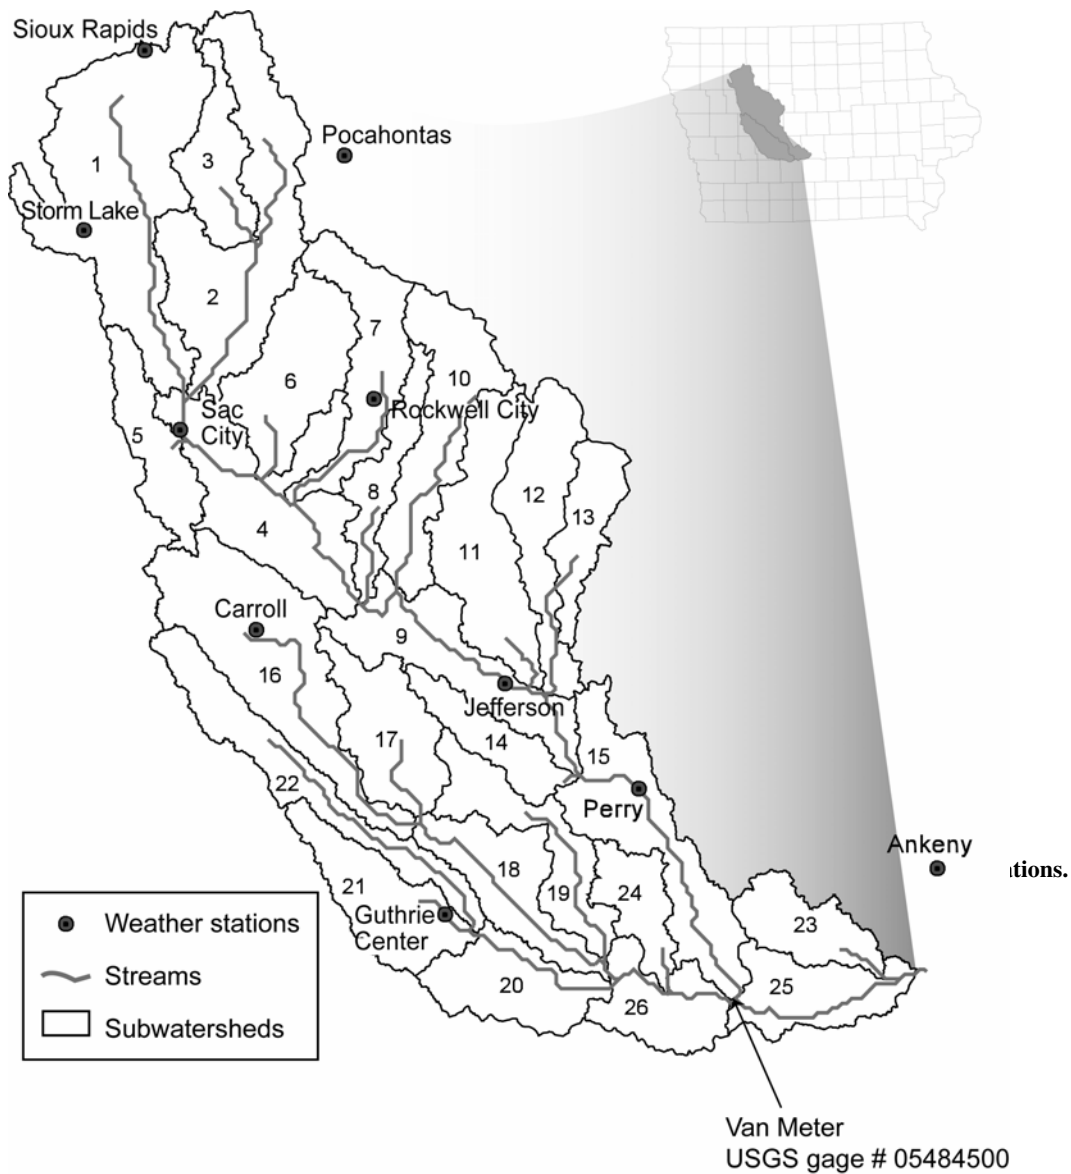 Sioux Rapids
Pocahontas
3
1
Storm Lake
2
7
10
6
Rockwell City
Sac
City
5
8
12
13
4
11
Carroll
9
16
Jefferson
17
14
15
22
Perry
Ankeny
18
tions.
21
19
24
Guthrie
Center
23
Weather stations
Streams
Subwatersheds
20
25
26
Van Meter
USGS gage # 05484500